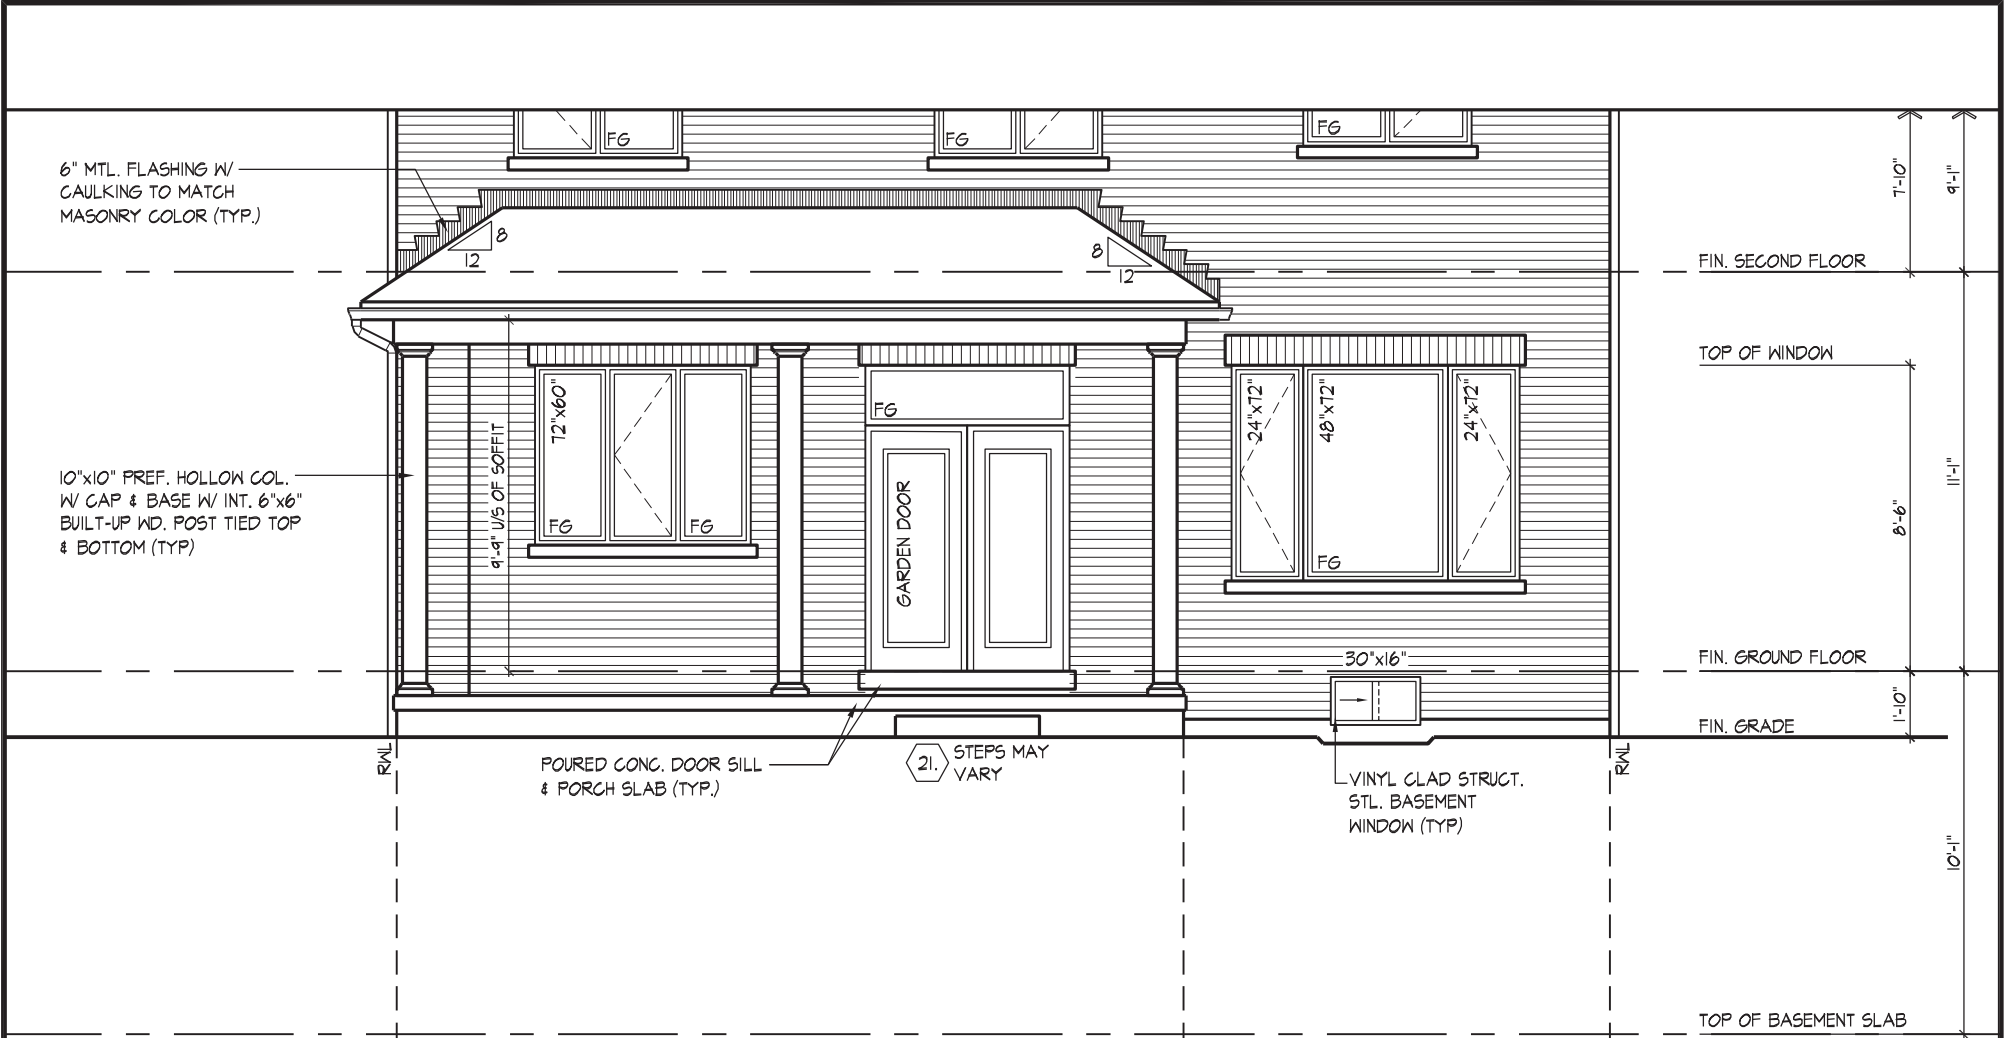 FG
FG
FG
6" MTL. FLASHING W/
CAULKING TO MATCH
MASONRY COLOR (TYP.)
7'-10"
9'-1"
8
12
8
12
FIN. SECOND FLOOR
TOP OF WINDOW
72"x60"
FG
24"x72"
48"x72"
24"x72"
9'-9" U/S OF SOFFIT
11'-1"
10"x10" PREF. HOLLOW COL.
W/ CAP & BASE W/ INT. 6"x6"
BUILT-UP WD. POST TIED TOP
& BOTTOM (TYP)
GARDEN DOOR
8'-6"
FG
FG
FG
30"x16"
FIN. GROUND FLOOR
1'-10"
FIN. GRADE
RWL
POURED CONC. DOOR SILL
& PORCH SLAB (TYP.)
21.
STEPS MAY
VARY
RWL
VINYL CLAD STRUCT.
STL. BASEMENT
WINDOW (TYP)
10'-1"
TOP OF BASEMENT SLAB